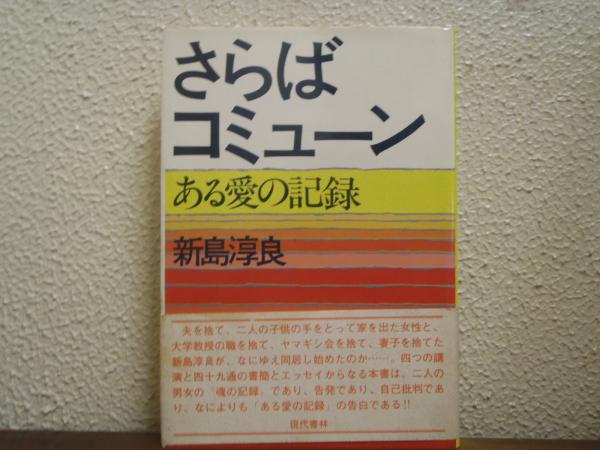 さらば
コミューン
ある愛の記録
新島淳良
夫を捨て、二人の子供の手をとって家を出た女性と、
大学教授の職を捨て、ヤマギシ会を捨て、妻子を捨てた
新島淳良が、なにゆえ同居し始めたのか……。四つの講
演と四十九通の書簡とエッセイからなる本書は、二人の
男女の「魂の記録」であり、告発であり、自己批判であ
り、なによりも「ある愛の記録」の告白である!!
現代書林